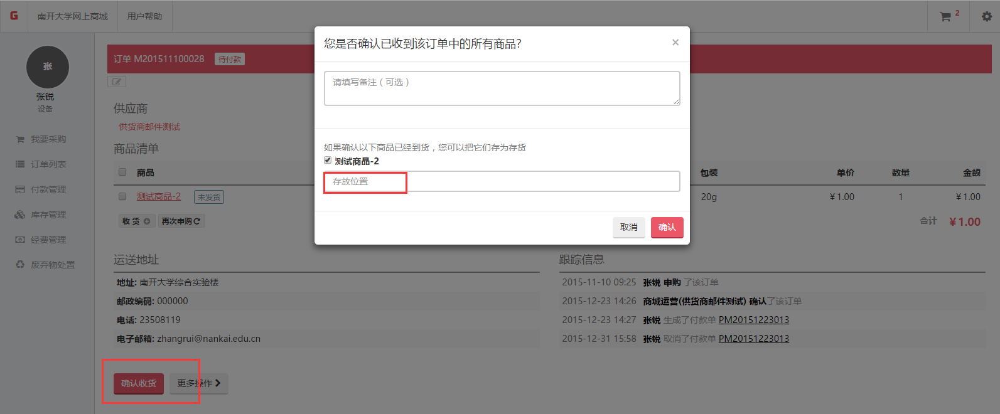 G 南开大学网上商城 用户帮助 2
张
张锐
设备
我要采购
订单列表
付款管理
库存管理
经费管理
废弃物处置
订单 M201511100028 待付款
供应商
供货商邮件测试
商品清单
商品 包装 单价 数量 金额
测试商品-2 未发货 20g ¥1.00 1 ¥1.00
收货 再次申购
合计 ¥1.00
您是否确认已收到该订单中的所有商品?
×
请填写备注(可选)
如果确认以下商品已经到货,您可以把它们存为存货
测试商品-2
存放位置
取消 确认
运送地址
地址: 南开大学综合实验楼
邮政编码: 000000
电话: 23508119
电子邮箱: zhangrui@nankai.edu.cn
跟踪信息
2015-11-10 09:25 张锐 申购 了该订单
2015-12-23 14:26 商城运营(供货商邮件测试) 确认了该订单
2015-12-23 14:27 张锐 生成了付款单 PM20151223013
2015-12-31 15:58 张锐 取消了付款单 PM20151223013
确认收货 更多操作